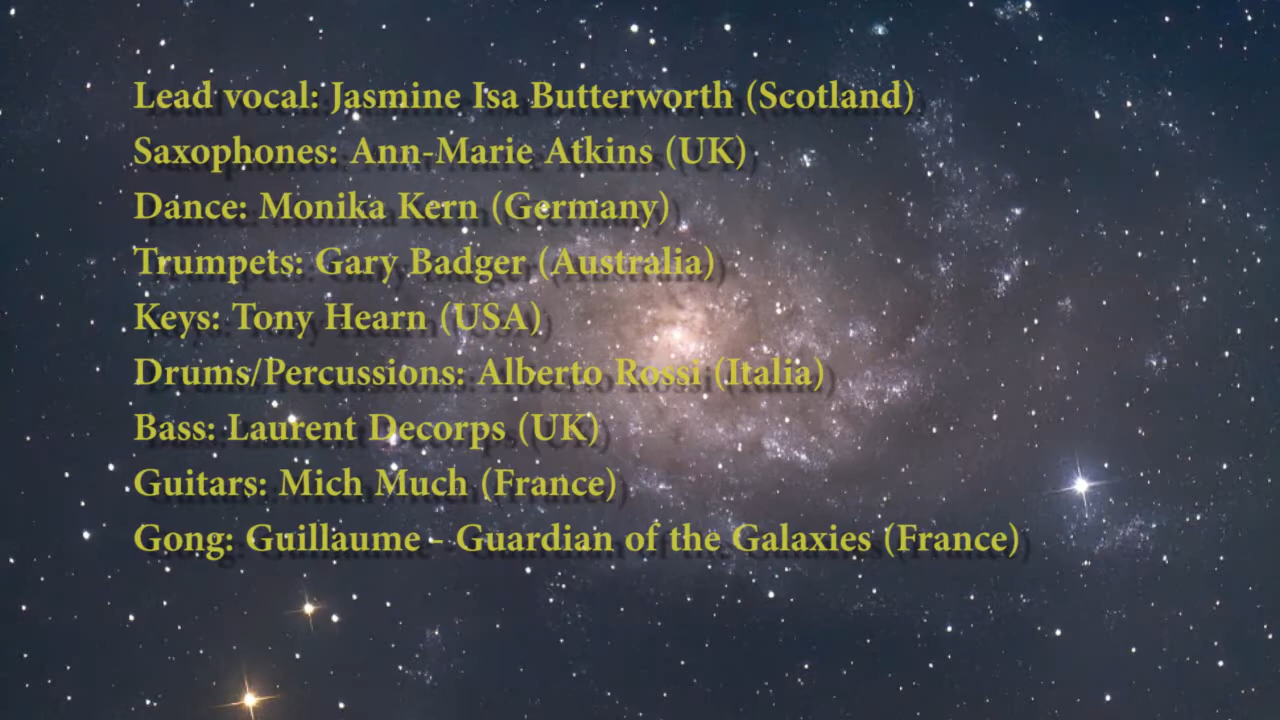 Lead vocal: Jasmine Isa Butterworth (Scotland)
Saxophones: Ann-Marie Atkins (UK)
Dance: Monika Kern (Germany)
Trumpets: Gary Badger (Australia)
Keys: Tony Hearn (USA)
Drums/Percussions: Alberto Rossi (Italia)
Bass: Laurent Decorps (UK)
Guitars: Mich Much (France)
Gong: Guillaume - Guardian of the Galaxies (France)